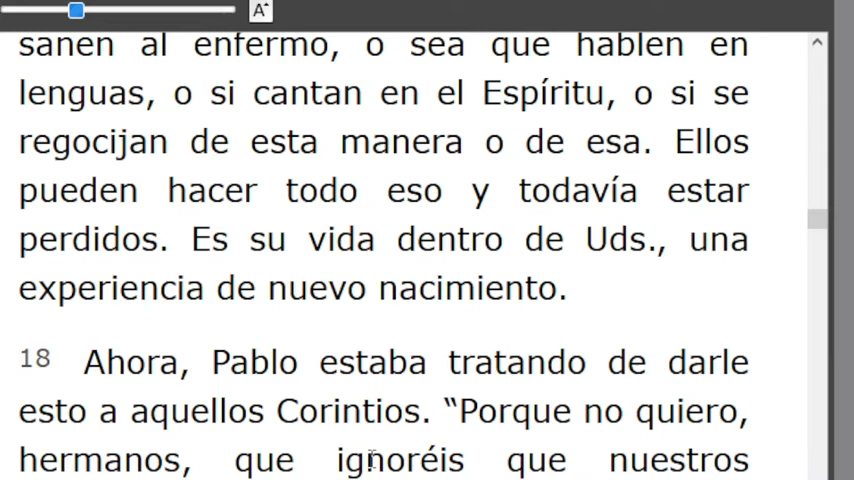 A
sanen al enfermo, o sea que hablen en
lenguas, o si cantan en el Espíritu, o si se
regocijan de esta manera o de esa. Ellos
pueden hacer todo eso y todavía estar
perdidos. Es su vida dentro de Uds., una
experiencia de nuevo nacimiento.
18 Ahora, Pablo estaba tratando de darle
esto a aquellos Corintios. “Porque no quiero,
hermanos, que ignoréis que nuestros